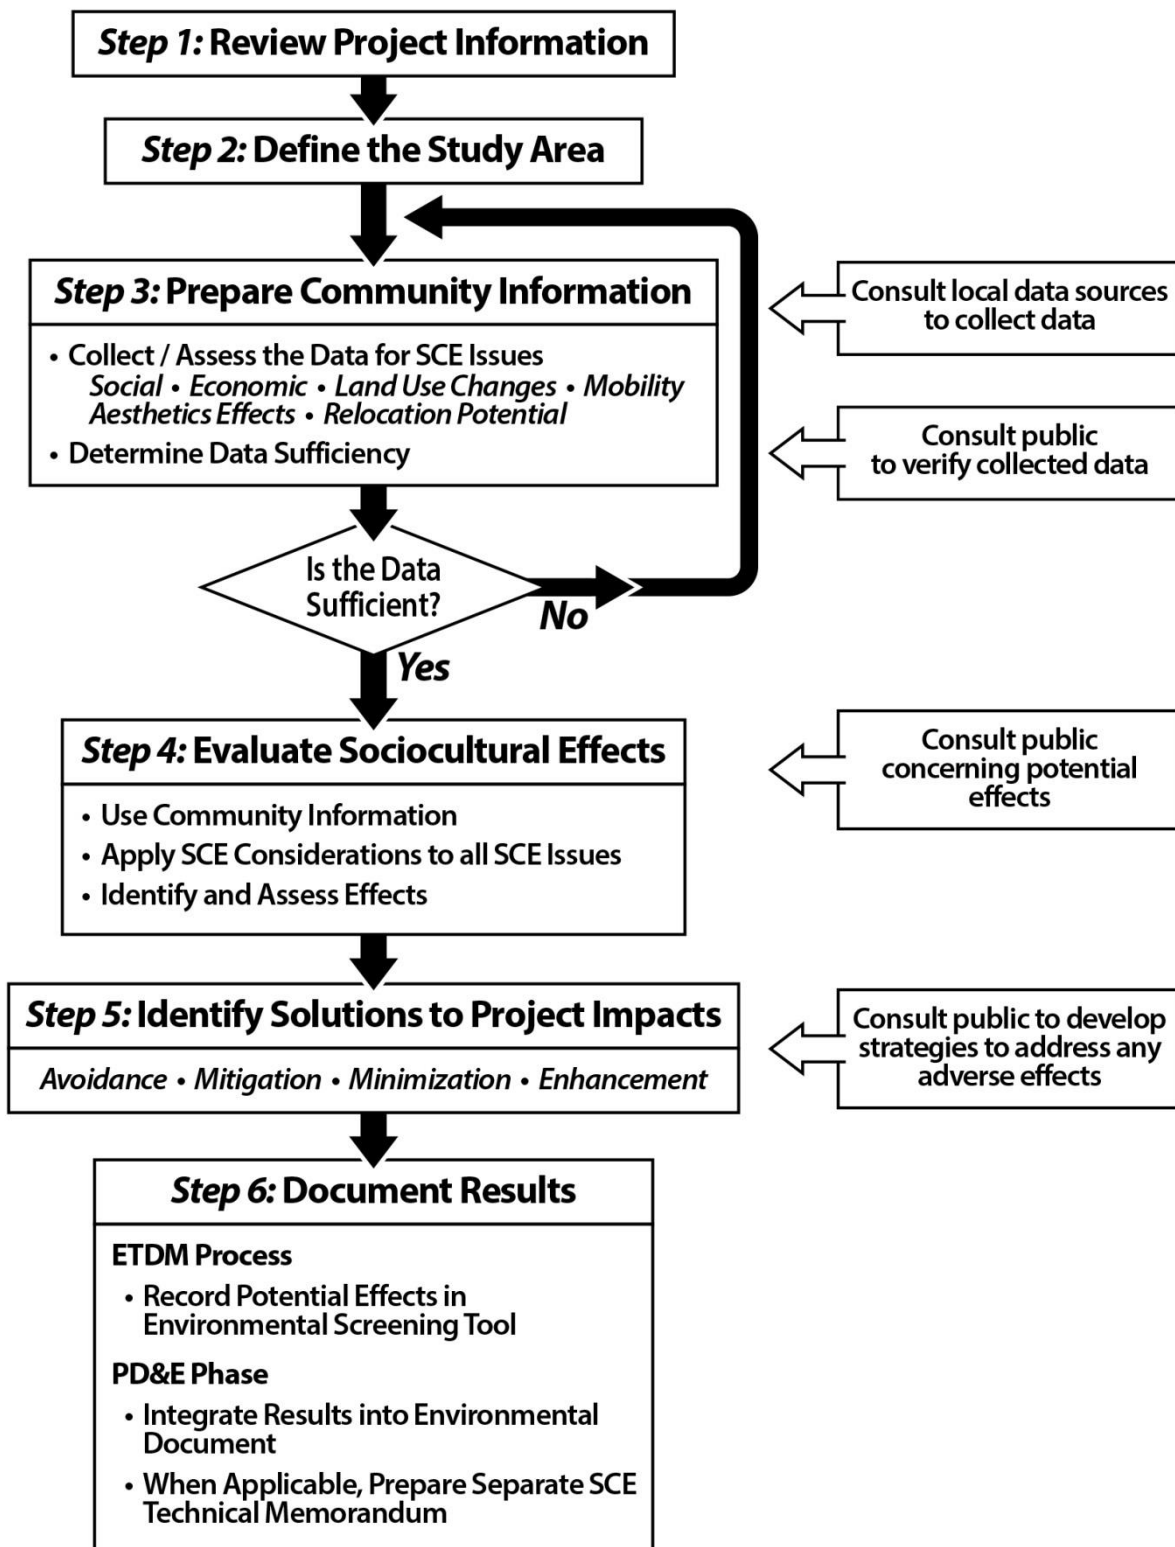 Step 1: Review Project Information
Step 2: Define the Study Area
Step 3: Prepare Community Information
• Collect / Assess the Data for SCE Issues
Social • Economic • Land Use Changes • Mobility
Aesthetics Effects • Relocation Potential
• Determine Data Sufficiency
Consult local data sources
to collect data
Consult public
to verify collected data
Is the Data
Sufficient?
No
Yes
Step 4: Evaluate Sociocultural Effects
• Use Community Information
• Apply SCE Considerations to all SCE Issues
• Identify and Assess Effects
Consult public
concerning potential
effects
Step 5: Identify Solutions to Project Impacts
Avoidance • Mitigation • Minimization • Enhancement
Consult public to develop
strategies to address any
adverse effects
Step 6: Document Results
ETDM Process
• Record Potential Effects in
Environmental Screening Tool
PD&E Phase
• Integrate Results into Environmental
Document
• When Applicable, Prepare Separate SCE
Technical Memorandum